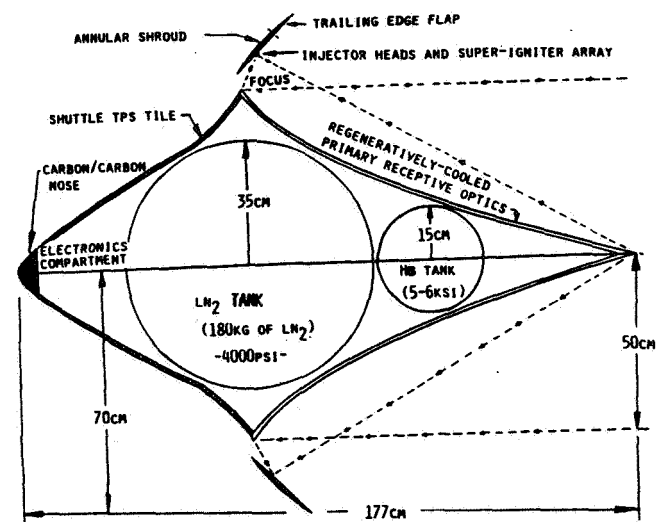 TRAILING EDGE FLAP
ANNULAR SHROUD
INJECTOR HEADS AND SUPER-IGNITER ARRAY
FOCUS
SHUTTLE TPS TILE
REGENERATIVELY-COOLED
PRIMARY RECEPTIVE OPTICS
CARBON/CARBON
NOSE
35CM
15CM
ELECTRONICS
COMPARTMENT
HE TANK
(5-6KSI)
LN2 TANK
(180KG OF LN2)
-4000PSI-
50CM
70CM
177CM